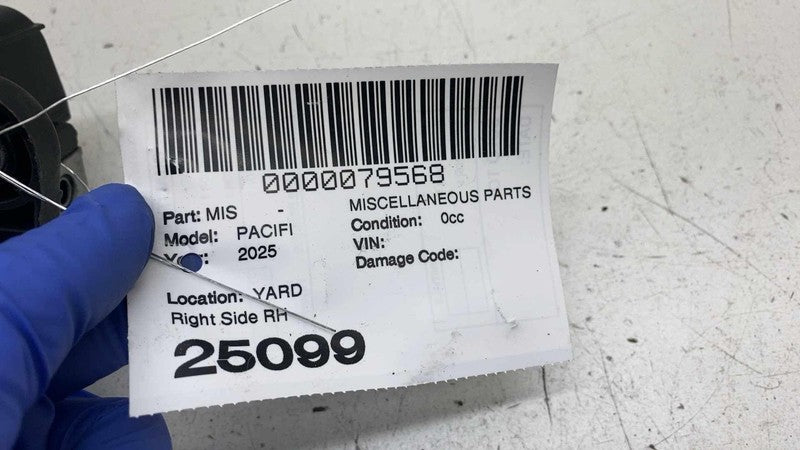 0000079568
Part: MIS - MISCELLANEOUS PARTS
Model: PACIFI Condition: 0cc
Year: 2025 VIN:
Damage Code:
Location: YARD
Right Side RH
25099